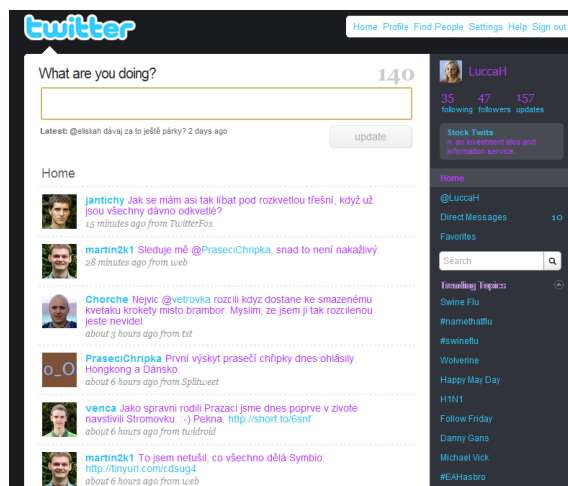 twitter
Home Profile Find People Settings Help Sign out
What are you doing?
140
Latest: @eliskah dávaj za to ještě párky? 2 days ago
update
Home
jantichy Jak se mám asi tak líbat pod rozkvetlou třešní, když už
jsou všechny dávno odkvetlé?
15 minutes ago from TwitterFox
martin2k1 Sleduje mě @PraseciChripka, snad to není nakažlivý.
28 minutes ago from web
Chorche Nejvic @vetrovka rozcili kdyz dostane ke smazenemu
kvetaku krokety misto brambor. Myslim, ze jsem ji tak rozcilenou
jeste nevidel.
about 3 hours ago from txt
o_O
PraseciChripka První výskyt prasečí chřipky dnes ohlásily
Hongkong a Dánsko.
about 6 hours ago from Splitweet
venca Jako spravni rodili Prazaci jsme dnes poprve v zivote
navstivili Stromovku. :-) Pekna. http://short.to/6snf
about 6 hours ago from twidroid
martin2k1 To jsem netušil, co všechno dělá Symbio:
http://tinyurl.com/cdsug4
about 6 hours ago from web
LuccaH
35 47 157
following followers updates
Stock Twits
n: an investment idea and
information service
Home
@LuccaH
Direct Messages 10
Favorites
Search
Trending Topics
Swine Flu
#namethatflu
#swineflu
Wolverine
Happy May Day
H1N1
Follow Friday
Danny Gans
Michael Vick
#EAHasbro